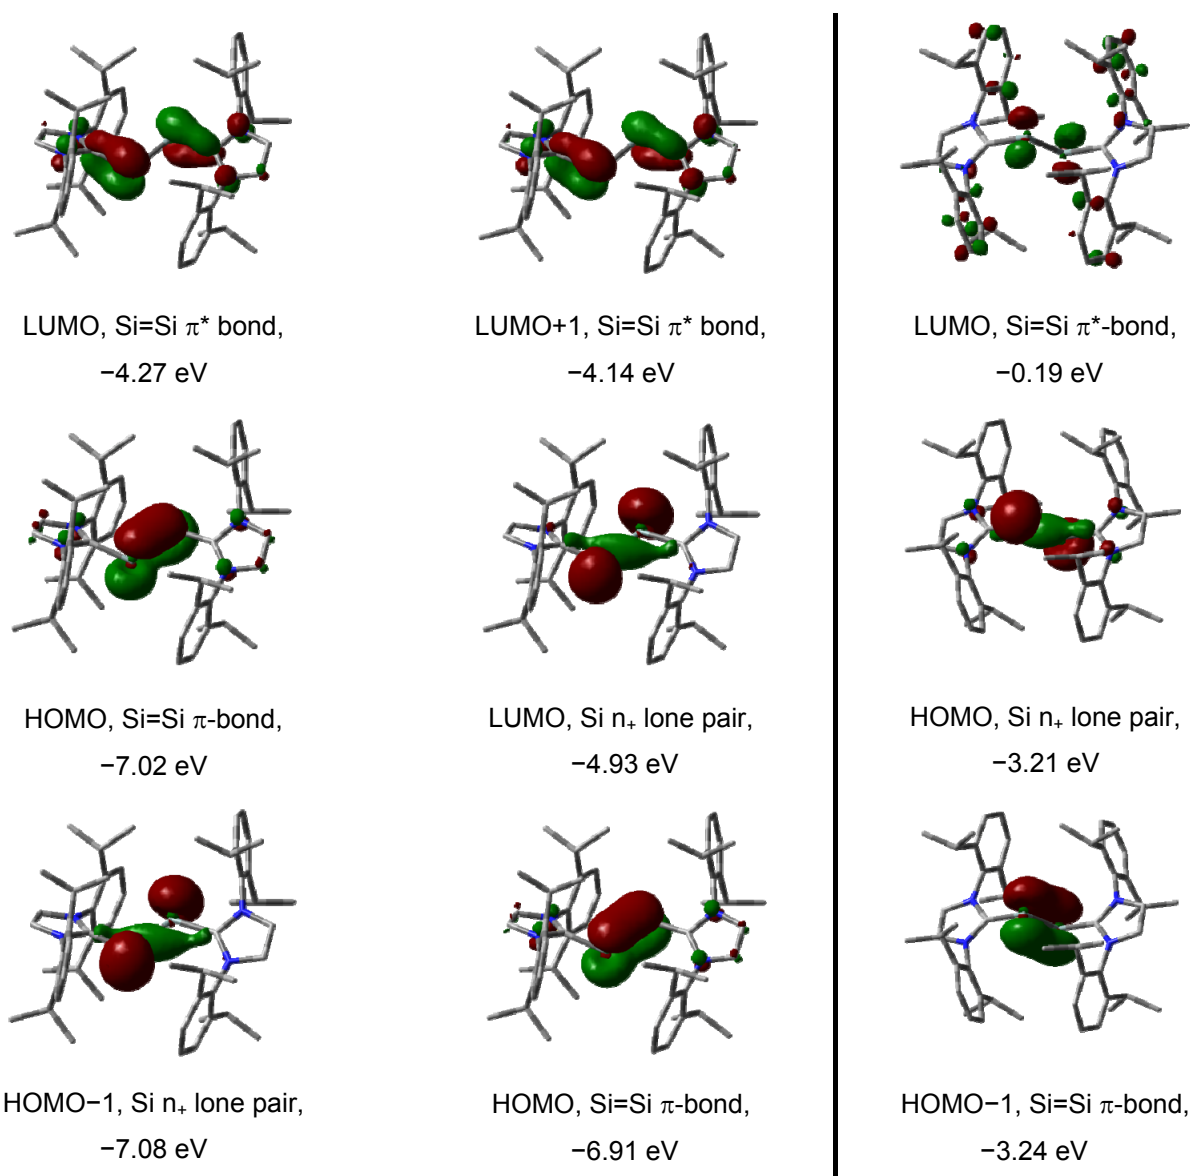 LUMO, Si=Si π* bond,
−4.27 eV
LUMO+1, Si=Si π* bond,
−4.14 eV
LUMO, Si=Si π*-bond,
−0.19 eV
HOMO, Si=Si π-bond,
−7.02 eV
LUMO, Si n₊ lone pair,
−4.93 eV
HOMO, Si n₊ lone pair,
−3.21 eV
HOMO−1, Si n₊ lone pair,
−7.08 eV
HOMO, Si=Si π-bond,
−6.91 eV
HOMO−1, Si=Si π-bond,
−3.24 eV